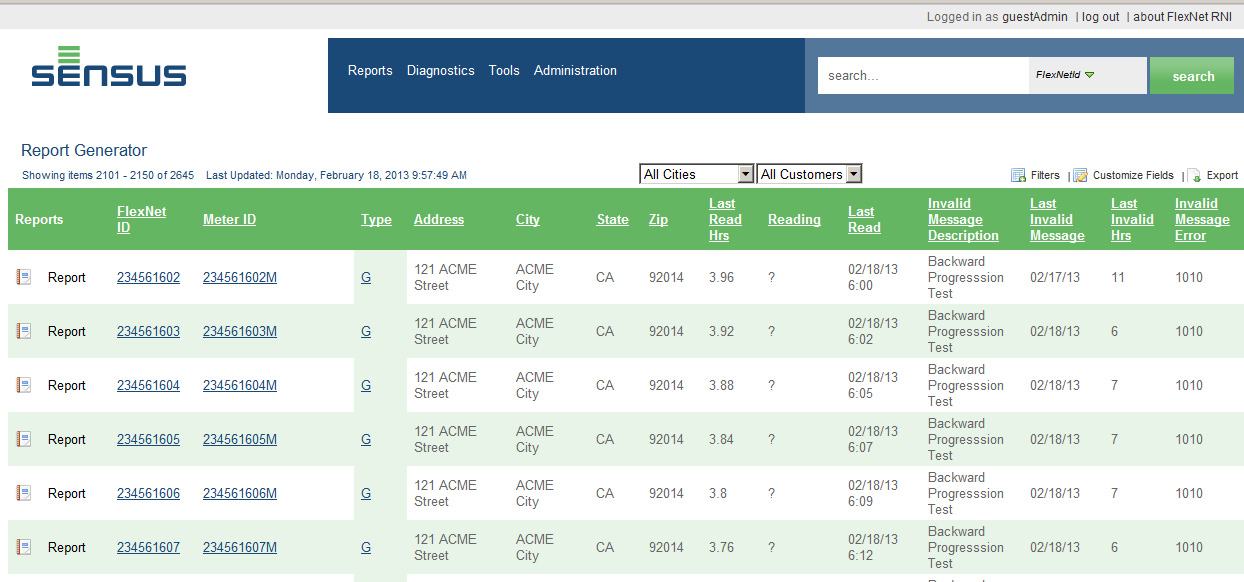 Logged in as guestAdmin | log out | about FlexNet RNI
SENSUS
Reports Diagnostics Tools Administration
search... FlexNetId search
Report Generator
Showing items 2101 - 2150 of 2645 Last Updated: Monday, February 18, 2013 9:57:49 AM
All Cities All Customers
Filters | Customize Fields | Export
Reports FlexNet ID Meter ID Type Address City State Zip Last Read Hrs Reading Last Read Invalid Message Description Last Invalid Message Last Invalid Hrs Invalid Message Error
Report 234561602 234561602M G 121 ACME Street ACME City CA 92014 3.96 ? 02/18/13 6:00 Backward Progresssion Test 02/17/13 11 1010
Report 234561603 234561603M G 121 ACME Street ACME City CA 92014 3.92 ? 02/18/13 6:02 Backward Progresssion Test 02/18/13 6 1010
Report 234561604 234561604M G 121 ACME Street ACME City CA 92014 3.88 ? 02/18/13 6:05 Backward Progresssion Test 02/18/13 7 1010
Report 234561605 234561605M G 121 ACME Street ACME City CA 92014 3.84 ? 02/18/13 6:07 Backward Progresssion Test 02/18/13 7 1010
Report 234561606 234561606M G 121 ACME Street ACME City CA 92014 3.8 ? 02/18/13 6:09 Backward Progresssion Test 02/18/13 7 1010
Report 234561607 234561607M G 121 ACME Street ACME City CA 92014 3.76 ? 02/18/13 6:12 Backward Progresssion Test 02/18/13 6 1010